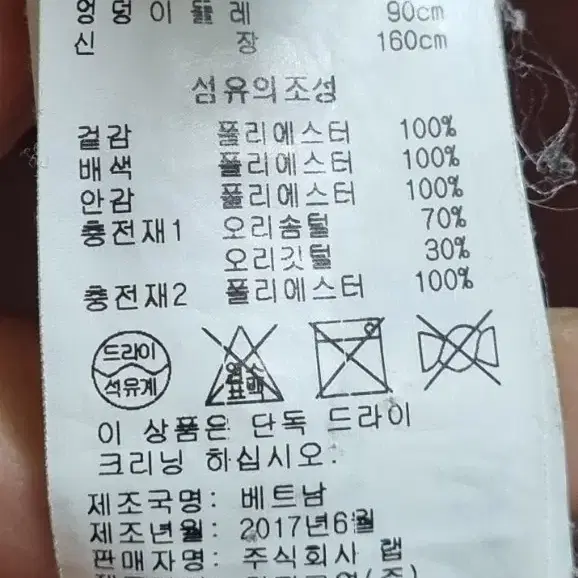 엉덩이둘레 90cm
신 장 160cm
섬유의조성
겉감 폴리에스터 100%
배색 폴리에스터 100%
안감 폴리에스터 100%
충전재1 오리솜털 70%
오리깃털 30%
충전재2 폴리에스터 100%
드라이
석유계
염소
표백
이 상품은 단독 드라이
크리닝 하십시오.
제조국명: 베트남
제조년월: 2017년6월
판매자명: 주식회사 랩